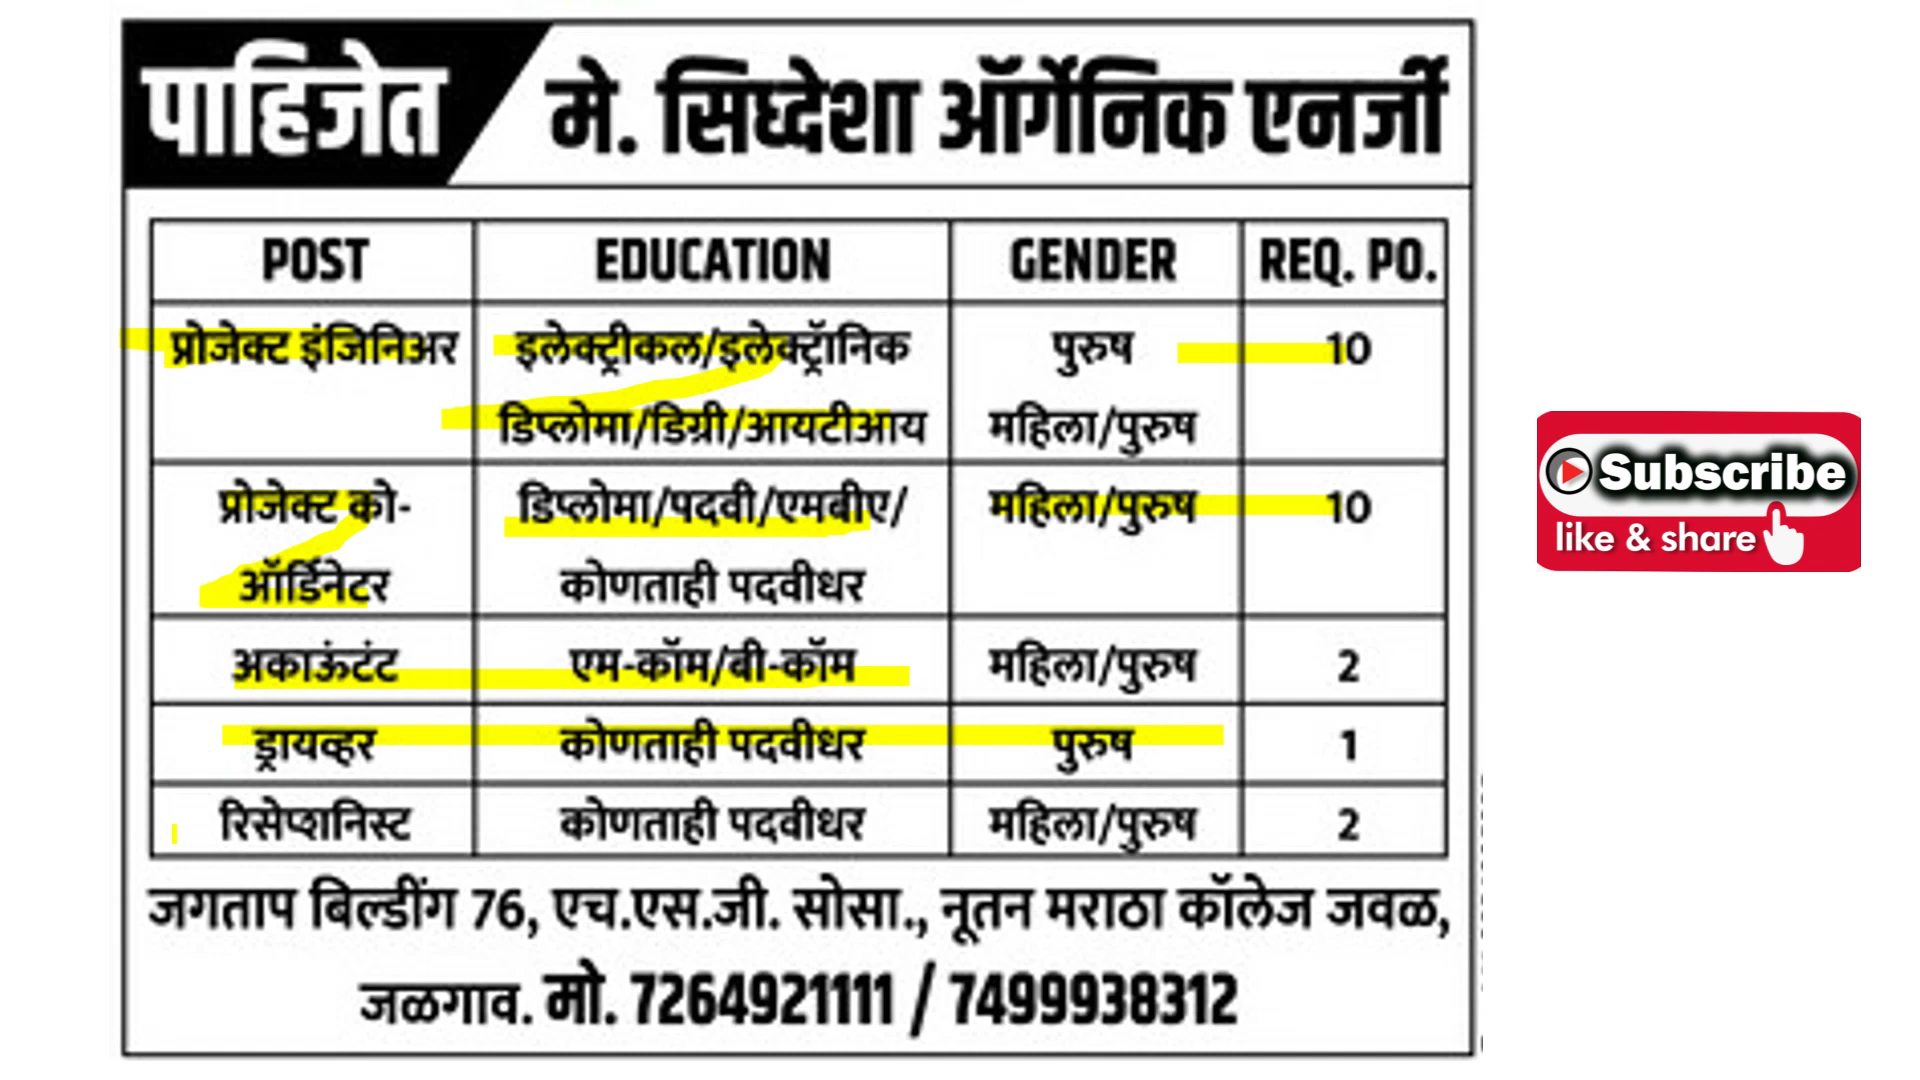 पाहिजेत मे. सिध्देशा ऑर्गेनिक एनर्जी
POST EDUCATION GENDER REQ. PO.
प्रोजेक्ट इंजिनिअर इलेक्ट्रीकल/इलेक्ट्रॅानिक पुरुष 10
डिप्लोमा/डिग्री/आयटीआय महिला/पुरुष
प्रोजेक्ट को- डिप्लोमा/पदवी/एमबीए/ महिला/पुरुष 10
ऑर्डिनेटर कोणताही पदवीधर
अकाऊंटंट एम-कॉम/बी-कॉम महिला/पुरुष 2
ड्रायव्हर कोणताही पदवीधर पुरुष 1
रिसेप्शनिस्ट कोणताही पदवीधर महिला/पुरुष 2
जगताप बिल्डींग 76, एच.एस.जी. सोसा., नूतन मराठा कॉलेज जवळ,
जळगाव. मो. 7264921111 / 7499938312
Subscribe
like & share